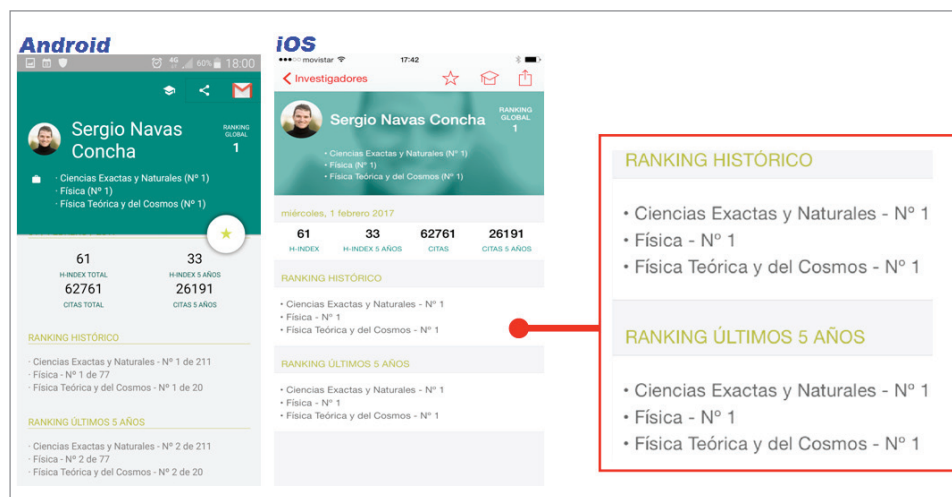 Android
4G 60% 18:00
Sergio Navas
Concha
RANKING
GLOBAL
1
· Ciencias Exactas y Naturales (Nº 1)
· Física (Nº 1)
· Física Teórica y del Cosmos (Nº 1)
61 33
H-INDEX TOTAL H-INDEX 5 AÑOS
62761 26191
CITAS TOTAL CITAS 5 AÑOS
RANKING HISTÓRICO
· Ciencias Exactas y Naturales - Nº 1 de 211
· Física - Nº 1 de 77
· Física Teórica y del Cosmos - Nº 1 de 20
RANKING ÚLTIMOS 5 AÑOS
· Ciencias Exactas y Naturales - Nº 2 de 211
· Física - Nº 2 de 77
· Física Teórica y del Cosmos - Nº 2 de 20
iOS
movistar 17:42
Investigadores
Sergio Navas Concha
RANKING
GLOBAL
1
• Ciencias Exactas y Naturales (Nº 1)
• Física (Nº 1)
• Física Teórica y del Cosmos (Nº 1)
miércoles, 1 febrero 2017
61 33 62761 26191
H-INDEX H-INDEX 5 AÑOS CITAS CITAS 5 AÑOS
RANKING HISTÓRICO
• Ciencias Exactas y Naturales - Nº 1
• Física - Nº 1
• Física Teórica y del Cosmos - Nº 1
RANKING ÚLTIMOS 5 AÑOS
• Ciencias Exactas y Naturales - Nº 1
• Física - Nº 1
• Física Teórica y del Cosmos - Nº 1
RANKING HISTÓRICO
• Ciencias Exactas y Naturales - Nº 1
• Física - Nº 1
• Física Teórica y del Cosmos - Nº 1
RANKING ÚLTIMOS 5 AÑOS
• Ciencias Exactas y Naturales - Nº 1
• Física - Nº 1
• Física Teórica y del Cosmos - Nº 1